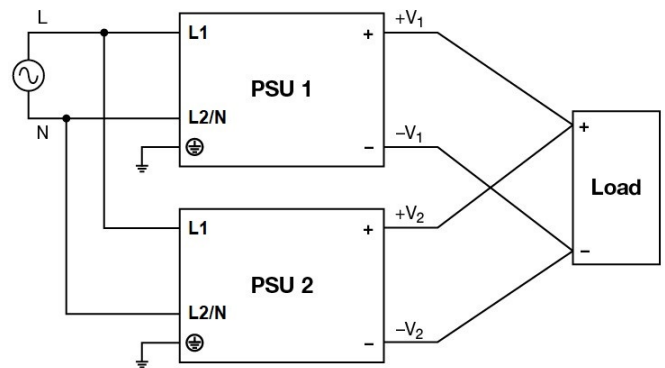 L
N
L1
PSU 1
L2/N
+
−
+V₁
−V₁
L1
PSU 2
L2/N
+
−
+V₂
−V₂
+
Load
−